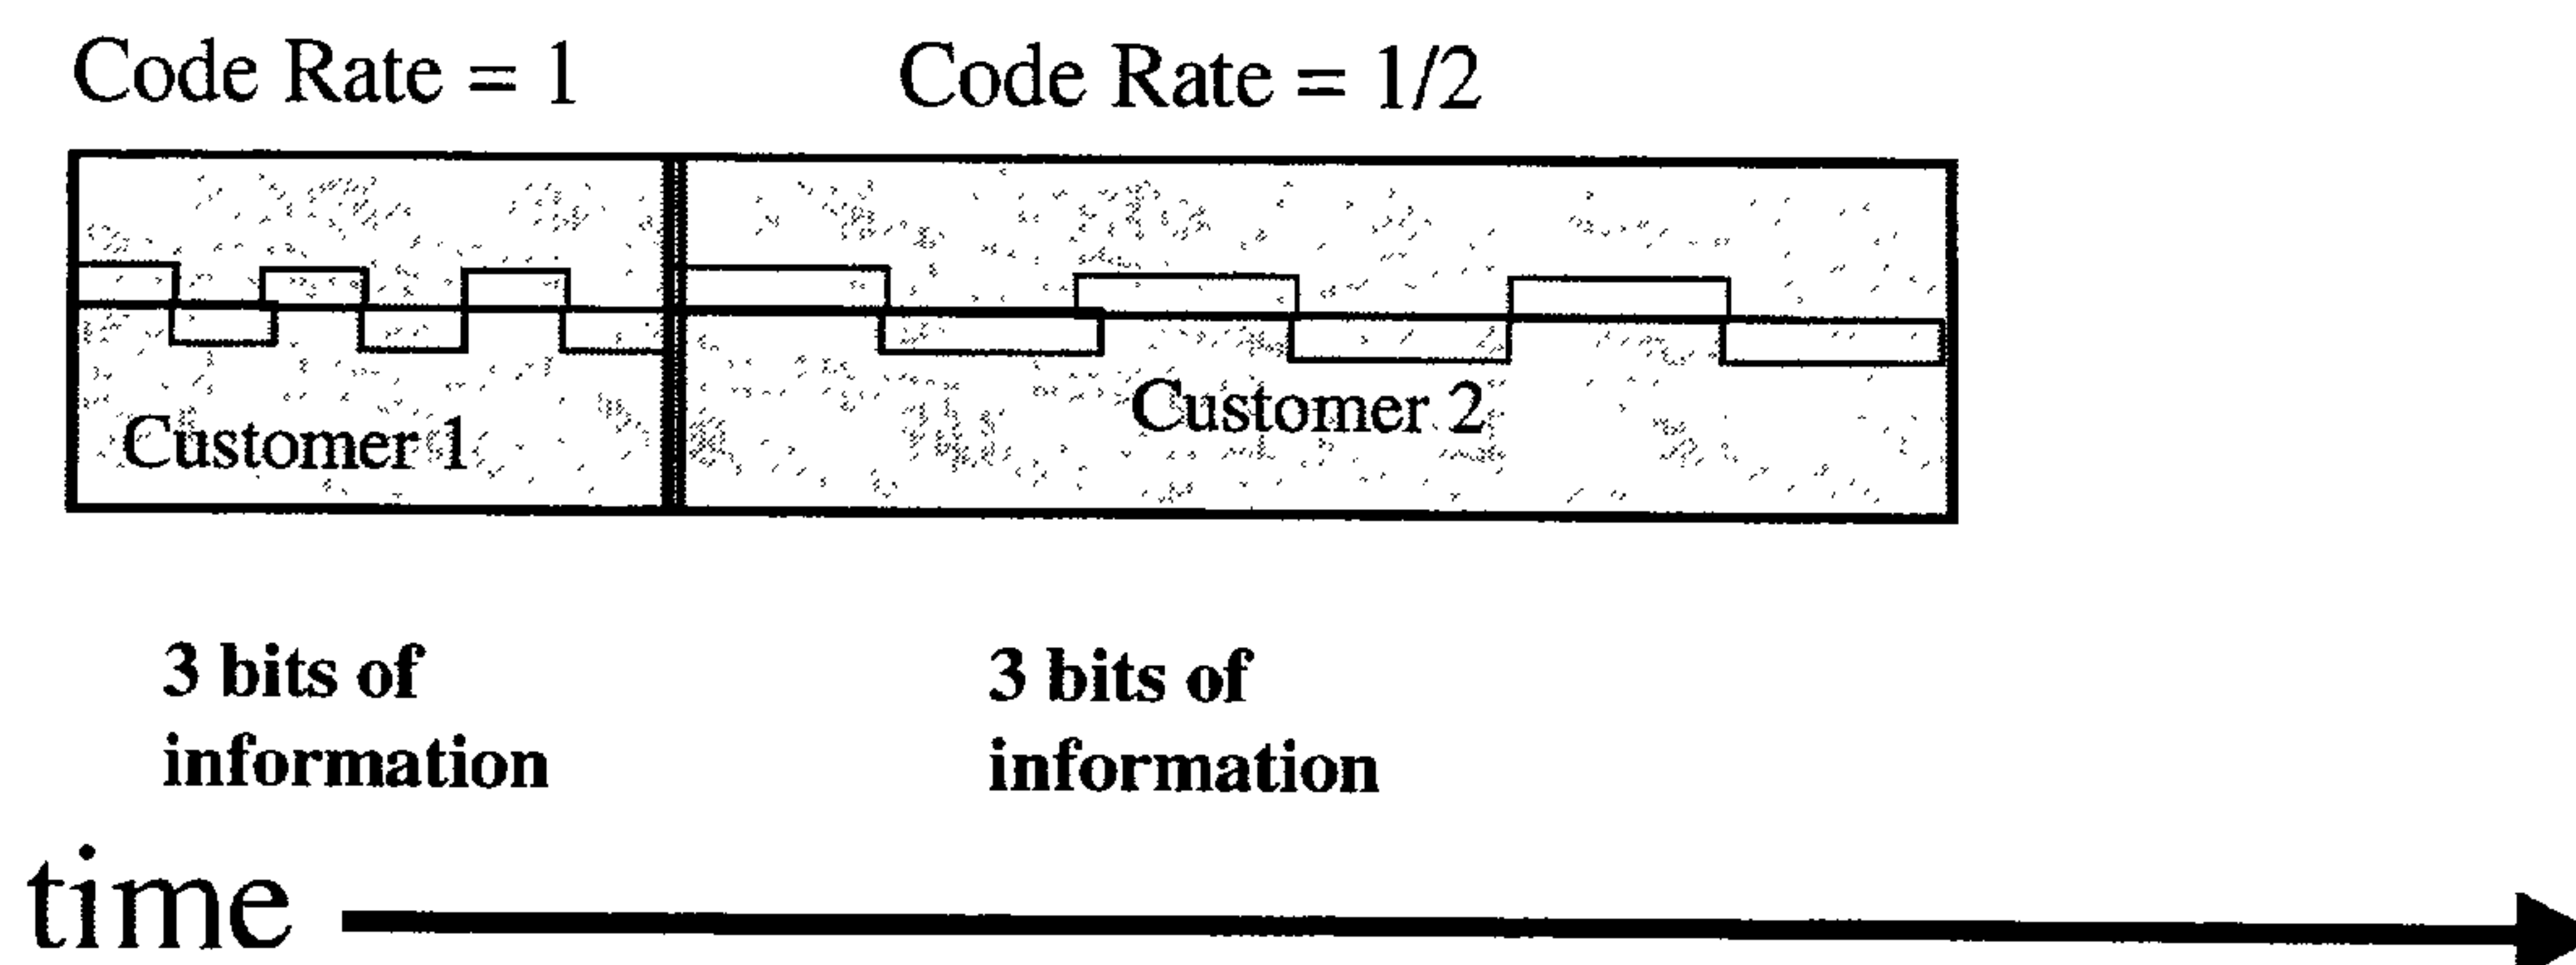 Code Rate = 1
Code Rate = 1/2
Customer 1
Customer 2
3 bits of
information
3 bits of
information
time